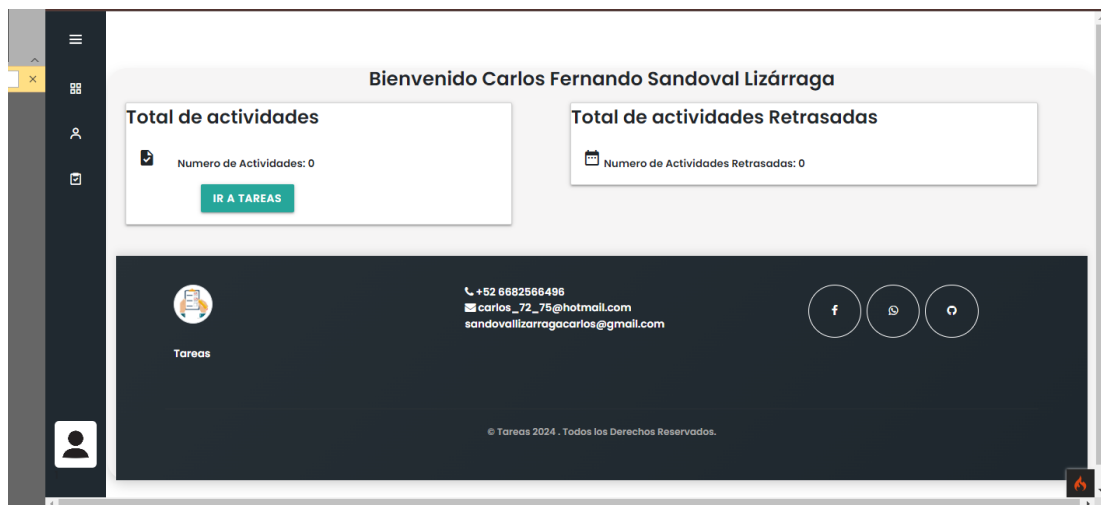 Bienvenido Carlos Fernando Sandoval Lizárraga
Total de actividades
Numero de Actividades: 0
IR A TAREAS
Total de actividades Retrasadas
Numero de Actividades Retrasadas: 0
Tareas
+52 6682566496
carlos_72_75@hotmail.com
sandovallizarragacarlos@gmail.com
© Tareas 2024 . Todos los Derechos Reservados.